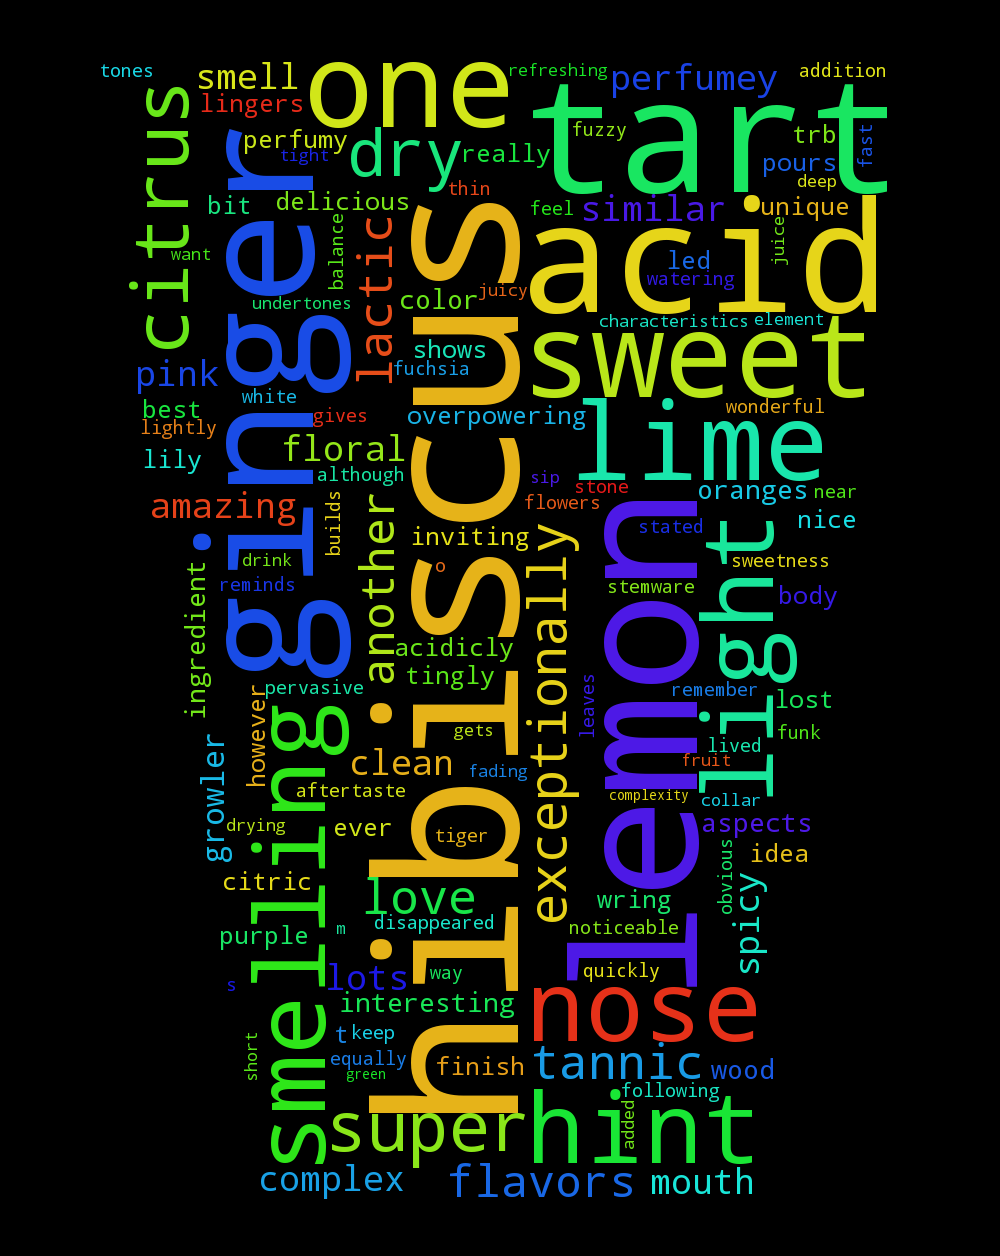 tones
smell
one
refreshing
perfumey
addition
lingers
citrus
tart
perfumy
tight
dry
really
fuzzy
trb
fast
pours
thin
deep
ginger
bit
delicious
balance
lactic
hibiscus
feel
similar
acid
unique
juice
want
led
watering
undertones
color
juicy
characteristics
element
shows
sweet
pink
fuchsia
white
best
gives
overpowering
lime
wonderful
lightly
floral
lily
although
sip
stone
oranges
near
amazing
builds
another
flowers
lemon
stated
light
nice
inviting
exceptionally
drink
o
sweetness
reminds
stemware
body
ingredient
acidicly
tingly
pervasive
however
smelling
leaves
remember
lost
gets
funk
growler
lived
clean
fading
fruit
aftertaste
complexity
collar
drying
ever
tiger
aspects
obvious
idea
citric
love
wring
spicy
purple
m
disappeared
noticeable
s
lots
way
quickly
interesting
nose
short
t
keep
equally
green
finish
tannic
wood
super
hint
following
added
complex
flavors
mouth